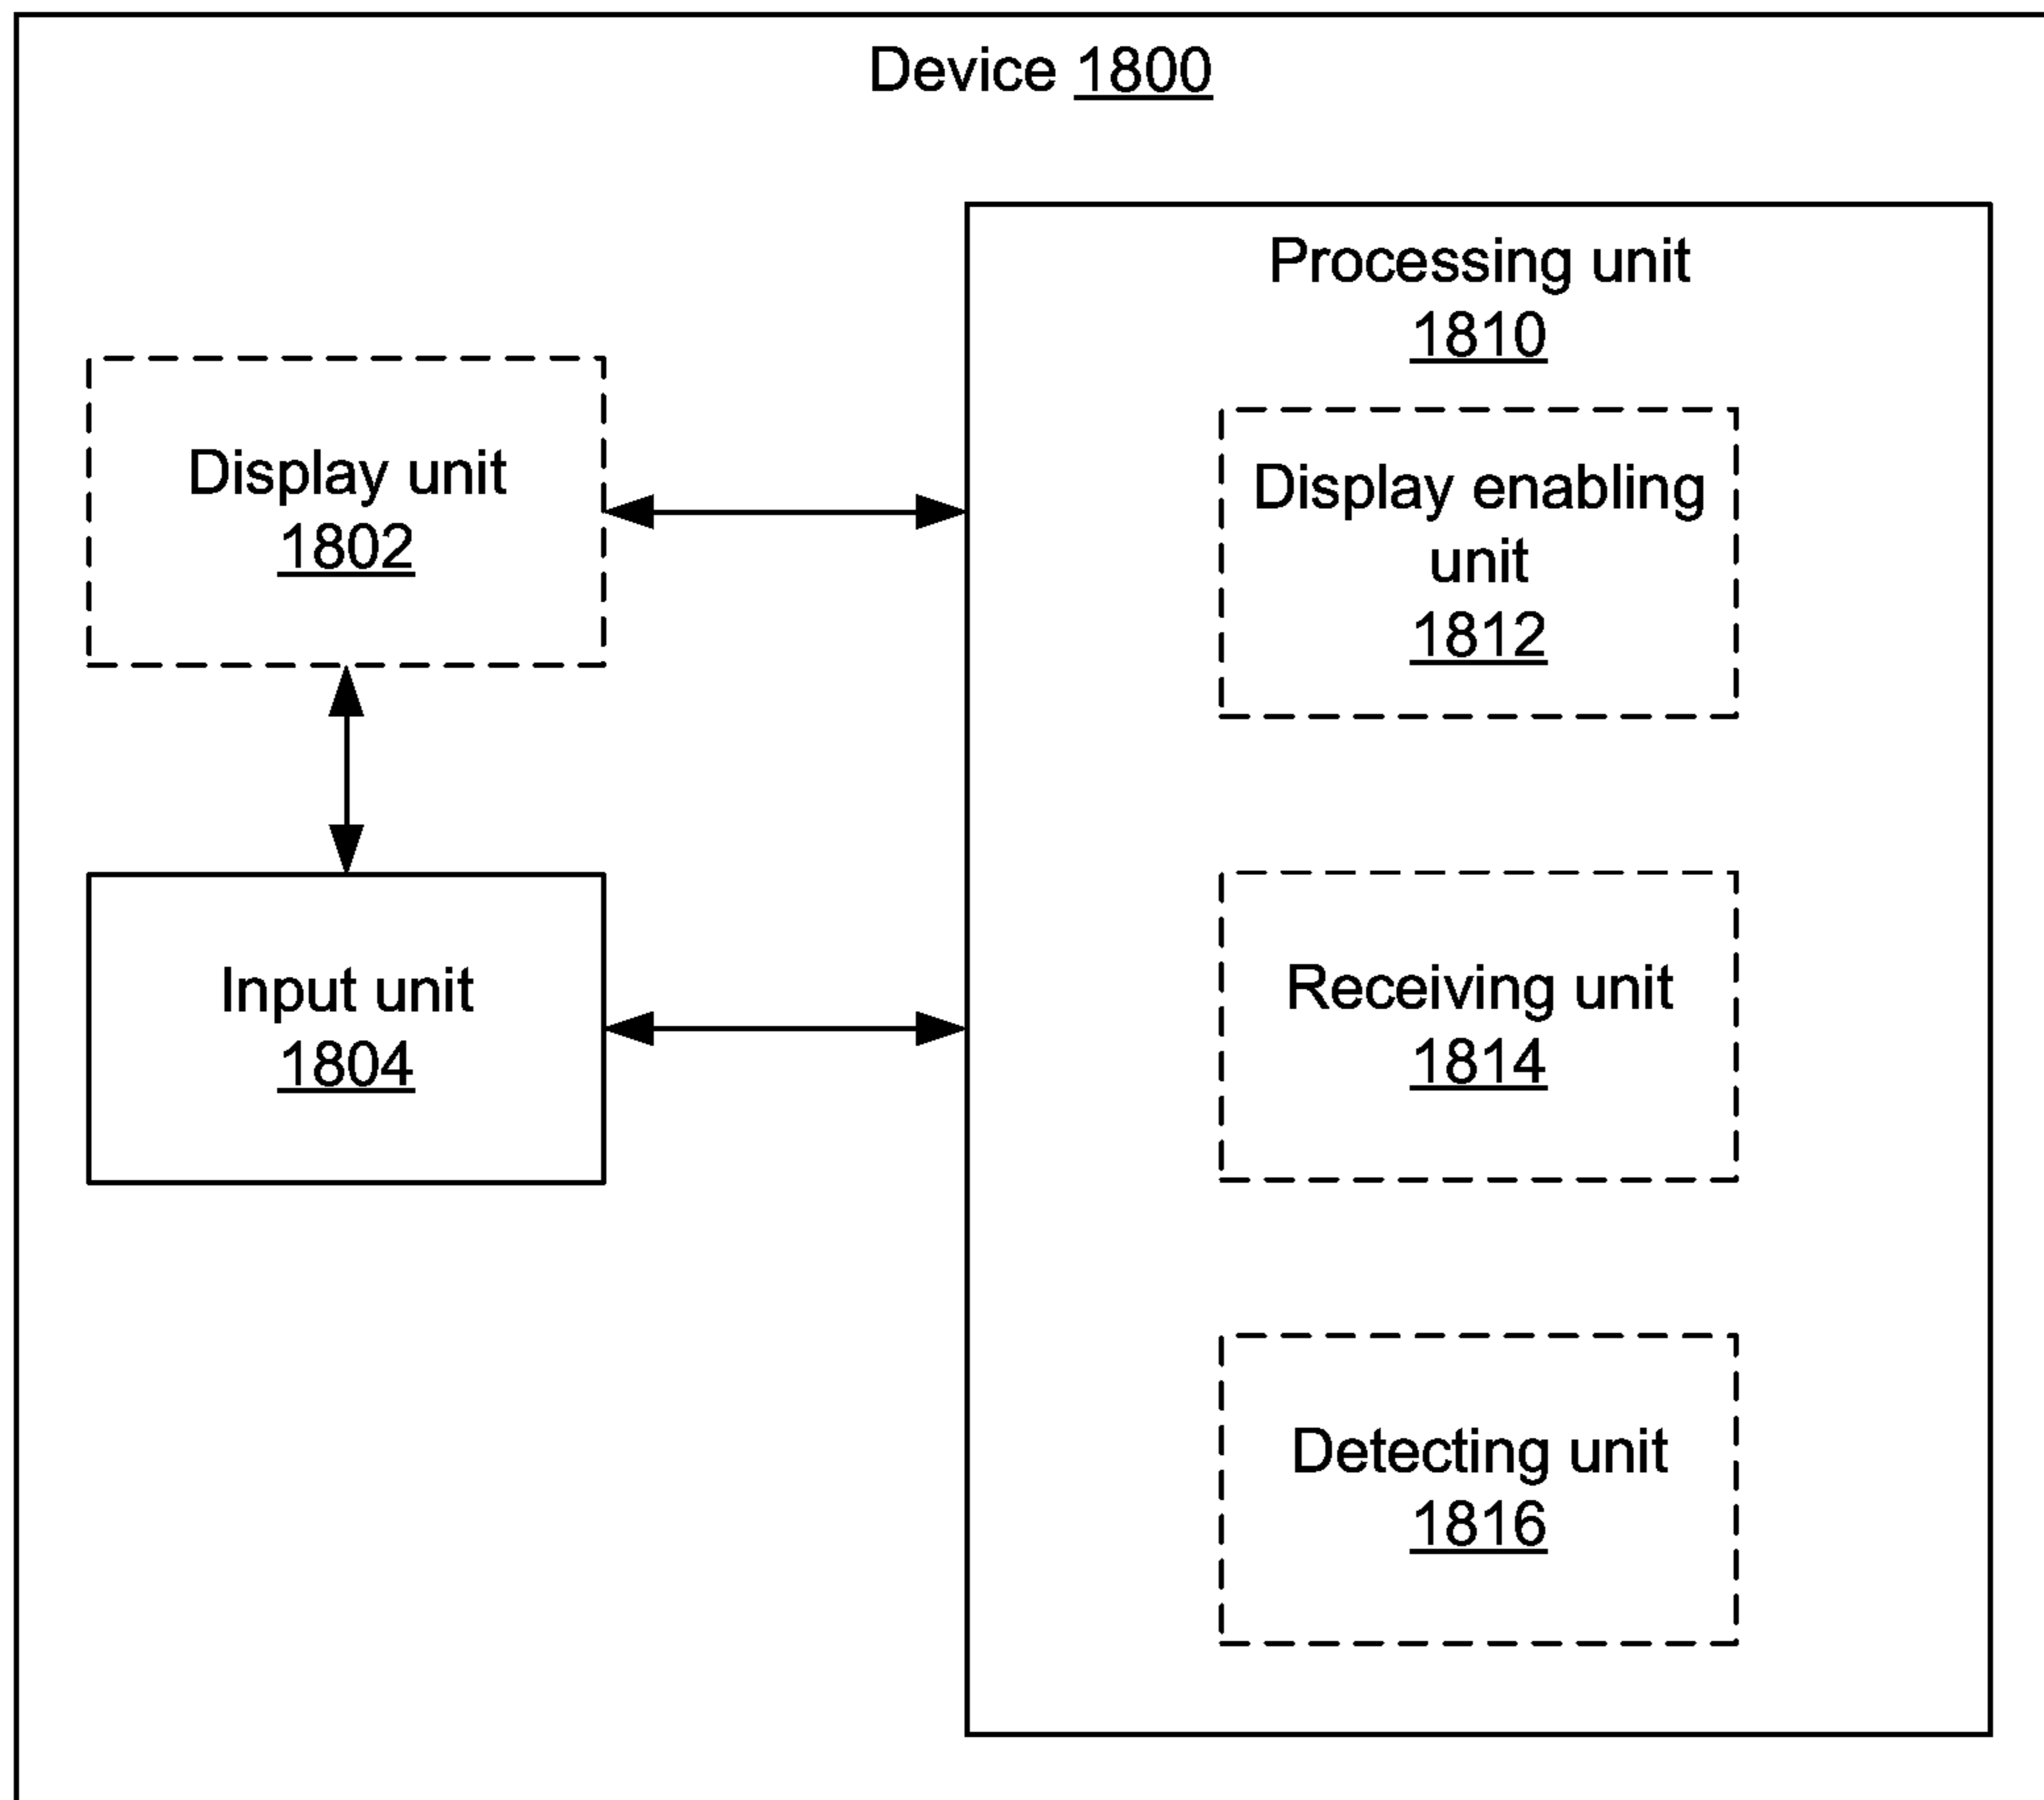 Device 1800
Processing unit
1810
Display unit
1802
Display enabling
unit
1812
Input unit
1804
Receiving unit
1814
Detecting unit
1816